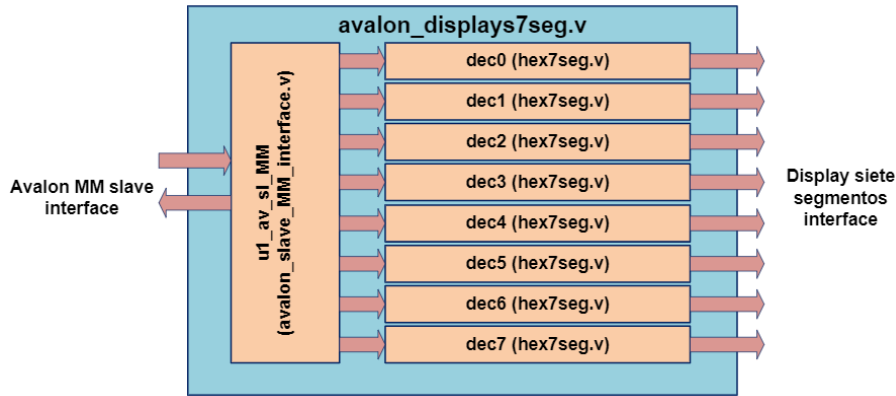 avalon_displays7seg.v
Avalon MM slave
interface
u1_av_sl_MM
(avalon_slave_MM_interface.v)
dec0 (hex7seg.v)
dec1 (hex7seg.v)
dec2 (hex7seg.v)
dec3 (hex7seg.v)
dec4 (hex7seg.v)
dec5 (hex7seg.v)
dec6 (hex7seg.v)
dec7 (hex7seg.v)
Display siete
segmentos
interface